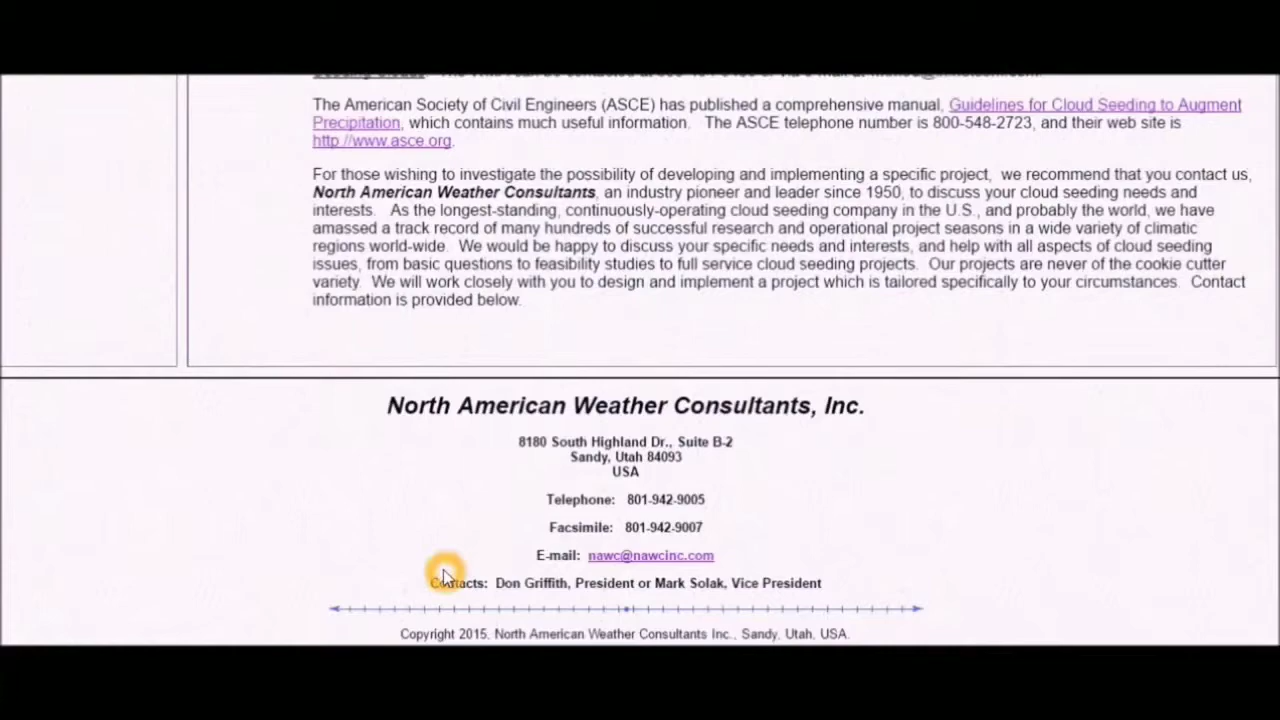 The American Society of Civil Engineers (ASCE) has published a comprehensive manual, Guidelines for Cloud Seeding to Augment
Precipitation, which contains much useful information. The ASCE telephone number is 800-548-2723, and their web site is
http://www.asce.org.
For those wishing to investigate the possibility of developing and implementing a specific project, we recommend that you contact us,
North American Weather Consultants, an industry pioneer and leader since 1950, to discuss your cloud seeding needs and
interests. As the longest-standing, continuously-operating cloud seeding company in the U.S., and probably the world, we have
amassed a track record of many hundreds of successful research and operational project seasons in a wide variety of climatic
regions world-wide. We would be happy to discuss your specific needs and interests, and help with all aspects of cloud seeding
issues, from basic questions to feasibility studies to full service cloud seeding projects. Our projects are never of the cookie cutter
variety. We will work closely with you to design and implement a project which is tailored specifically to your circumstances. Contact
information is provided below.
North American Weather Consultants, Inc.
8180 South Highland Dr., Suite B-2
Sandy, Utah 84093
USA
Telephone: 801-942-9005
Facsimile: 801-942-9007
E-mail: nawc@nawcinc.com
Contacts: Don Griffith, President or Mark Solak, Vice President
Copyright 2015, North American Weather Consultants Inc., Sandy, Utah, USA.